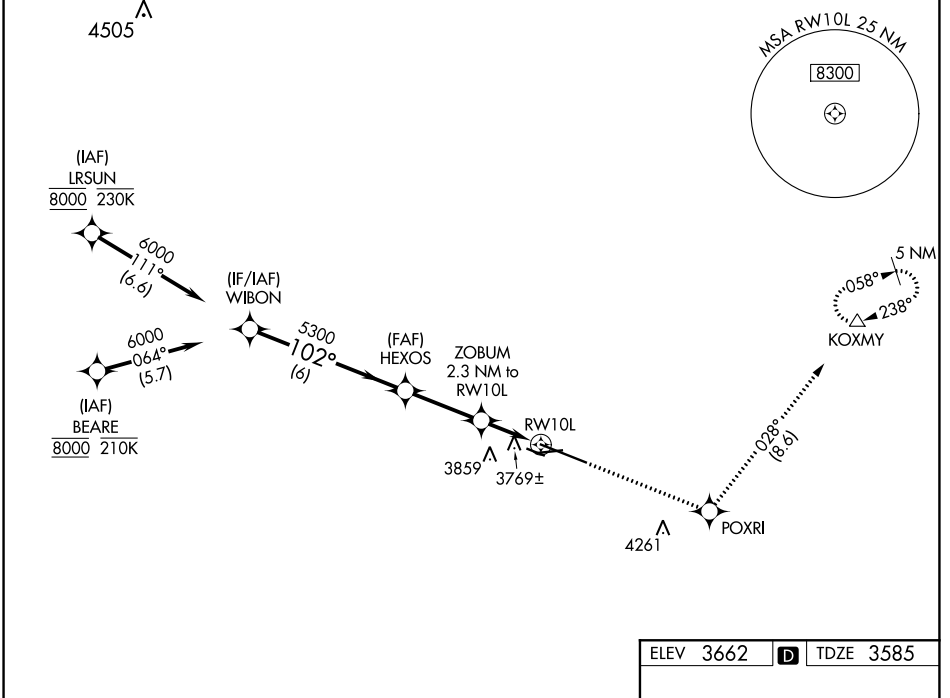 4505
MSA RW10L 25 NM
8300
(IAF)
LRSUN
8000 230K
6000
111°
(6.6)
(IF/IAF)
WIBON
6000
064°
(5.7)
(IAF)
BEARE
8000 210K
5300
102°
(6)
(FAF)
HEXOS
ZOBUM
2.3 NM to
RW10L
RW10L
3859
3769±
5 NM
058°
238°
KOXMY
028°
(8.6)
POXRI
4261
ELEV 3662 D TDZE 3585